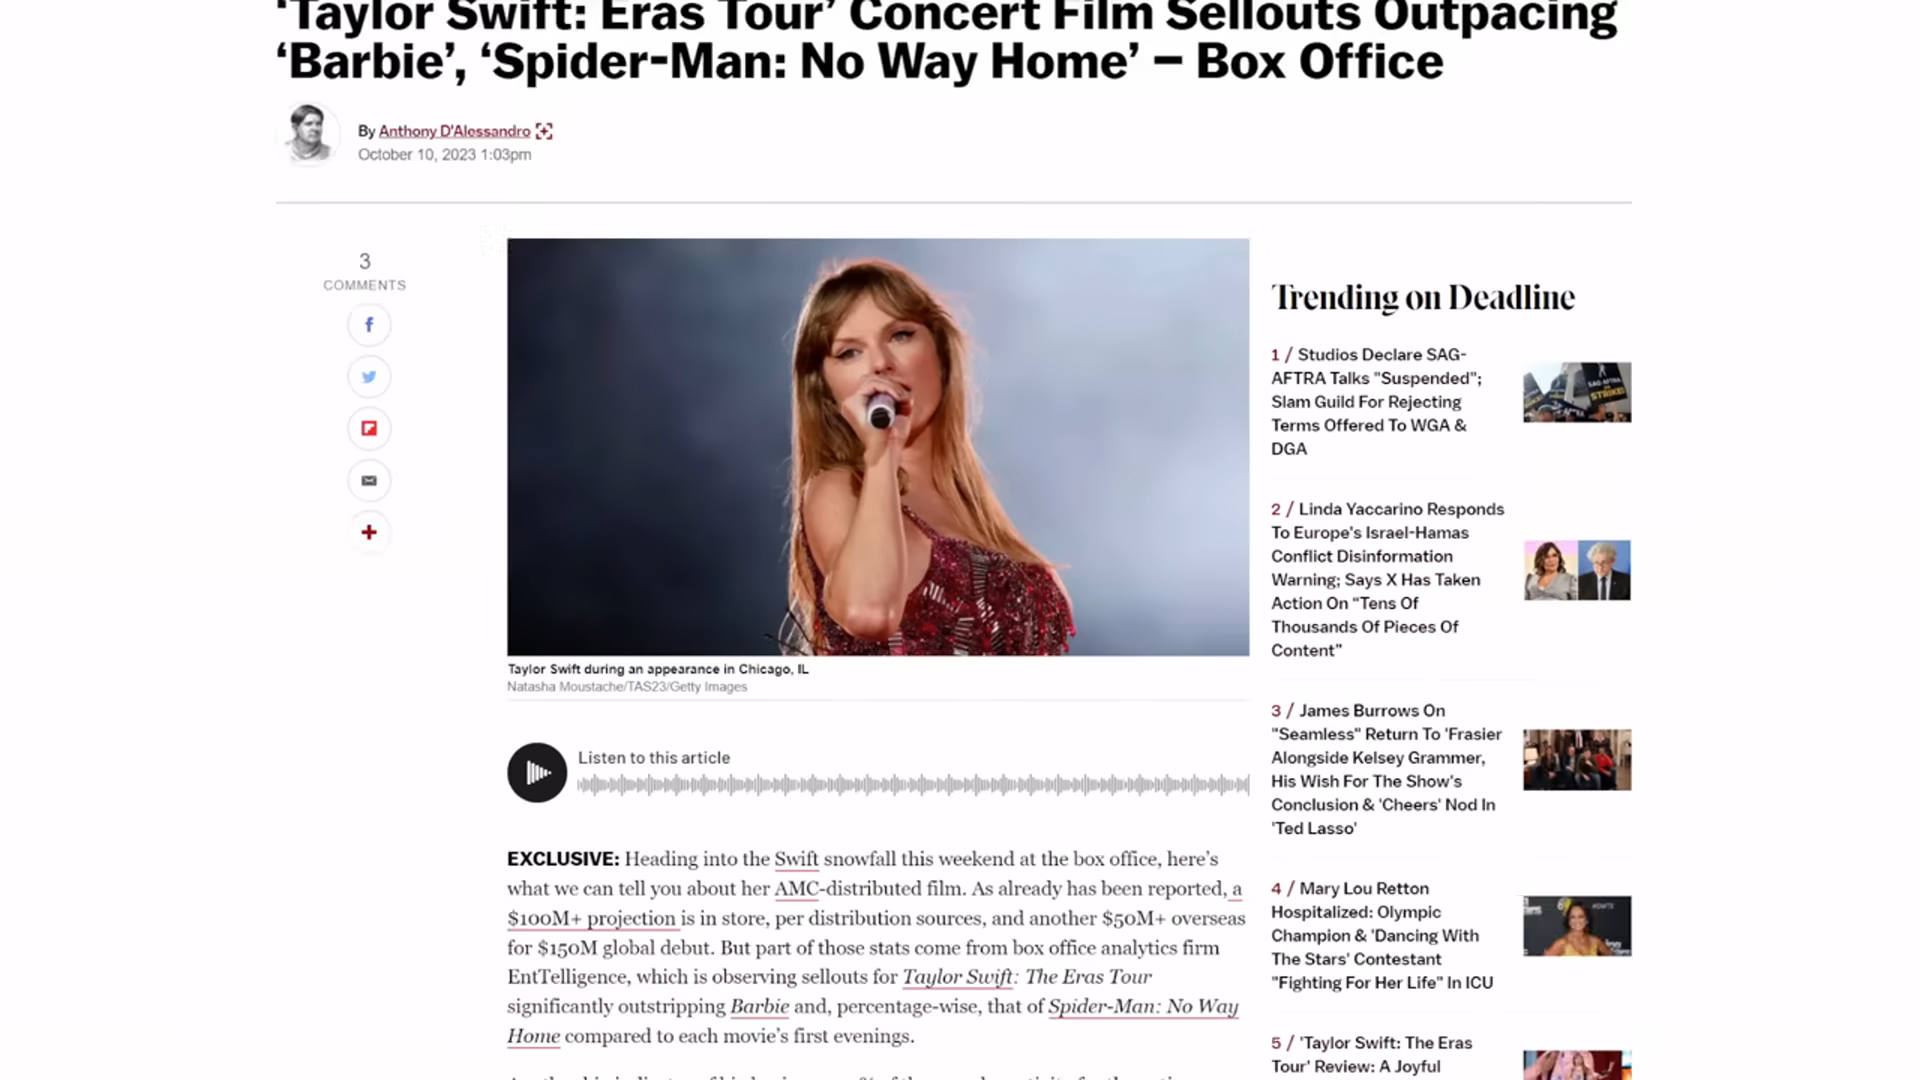 ‘Taylor Swift: Eras Tour’ Concert Film Sellouts Outpacing
‘Barbie’, ‘Spider-Man: No Way Home’ – Box Office
By Anthony D'Alessandro
October 10, 2023 1:03pm
3
COMMENTS
Taylor Swift during an appearance in Chicago, IL
Natasha Moustache/TAS23/Getty Images
Listen to this article
EXCLUSIVE: Heading into the Swift snowfall this weekend at the box office, here’s
what we can tell you about her AMC-distributed film. As already has been reported, a
$100M+ projection is in store, per distribution sources, and another $50M+ overseas
for $150M global debut. But part of those stats come from box office analytics firm
EntTelligence, which is observing sellouts for Taylor Swift: The Eras Tour
significantly outstripping Barbie and, percentage-wise, that of Spider-Man: No Way
Home compared to each movie’s first evenings.
Trending on Deadline
1 / Studios Declare SAG-
AFTRA Talks "Suspended";
Slam Guild For Rejecting
Terms Offered To WGA &
DGA
SAG-AFTRA
STRIKE!
2 / Linda Yaccarino Responds
To Europe's Israel-Hamas
Conflict Disinformation
Warning; Says X Has Taken
Action On “Tens Of
Thousands Of Pieces Of
Content”
3 / James Burrows On
"Seamless" Return To 'Frasier
Alongside Kelsey Grammer,
His Wish For The Show's
Conclusion & 'Cheers' Nod In
'Ted Lasso'
4 / Mary Lou Retton
Hospitalized: Olympic
Champion & 'Dancing With
The Stars' Contestant
"Fighting For Her Life" In ICU
5 / 'Taylor Swift: The Eras
Tour' Review: A Joyful